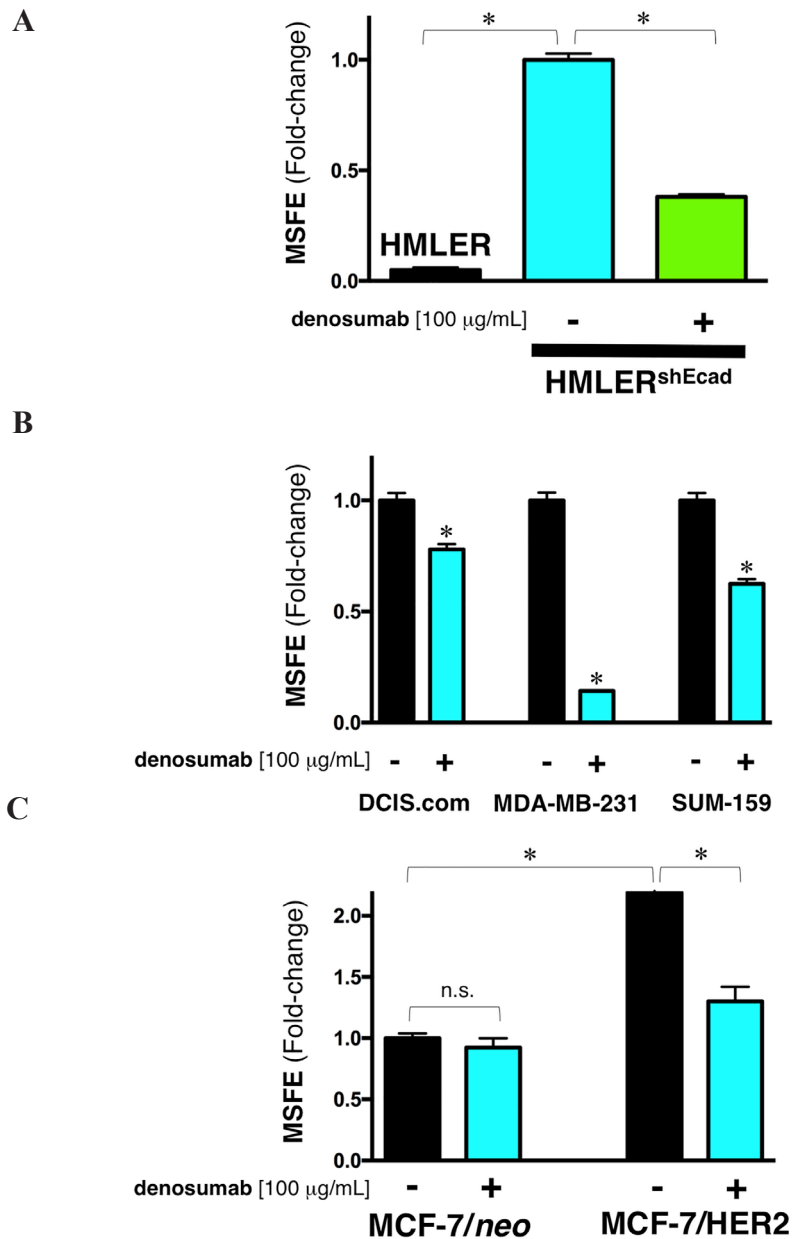 A
* *
MSFE (Fold-change)
1.0
0.5
0.0
HMLER
denosumab [100 µg/mL] - +
HMLERshEcad
B
MSFE (Fold-change)
1.0
0.5
0.0
* * *
denosumab [100 µg/mL] - + - + - +
DCIS.com MDA-MB-231 SUM-159
C
* *
MSFE (Fold-change)
2.0
1.5
1.0
0.5
0.0
n.s.
denosumab [100 µg/mL] - + - +
MCF-7/neo MCF-7/HER2